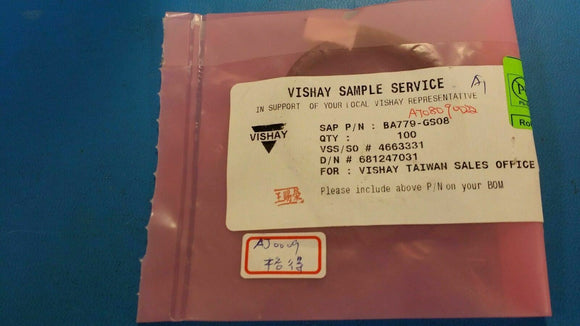 VISHAY SAMPLE SERVICE
IN SUPPORT OF YOUR LOCAL VISHAY REPRESENTATIVE
VISHAY
SAP P/N : BA779-GS08
QTY : 100
VSS/SO # 4663331
D/N # 681247031
FOR : VISHAY TAIWAN SALES OFFICE
Please include above P/N on your BOM
AJ0009